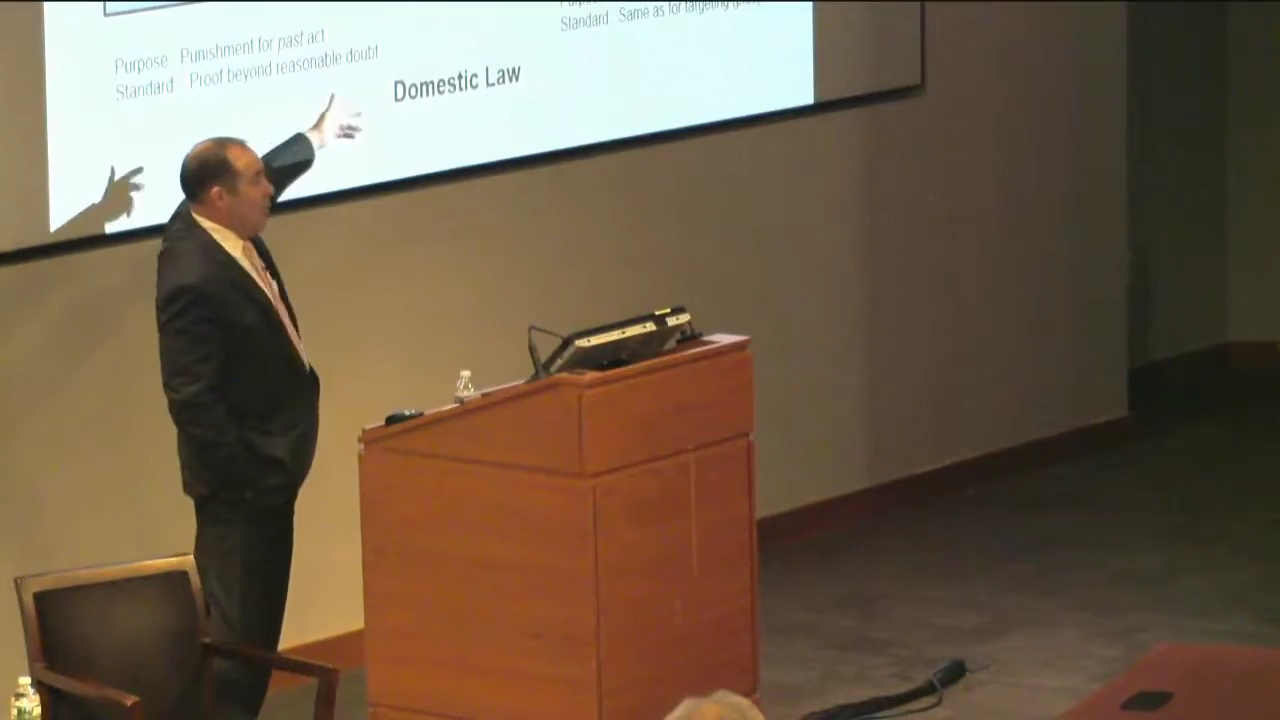 Purpose Punishment for past act
Standard Proof beyond reasonable doubt
Domestic Law
Standard. Same as for targeting